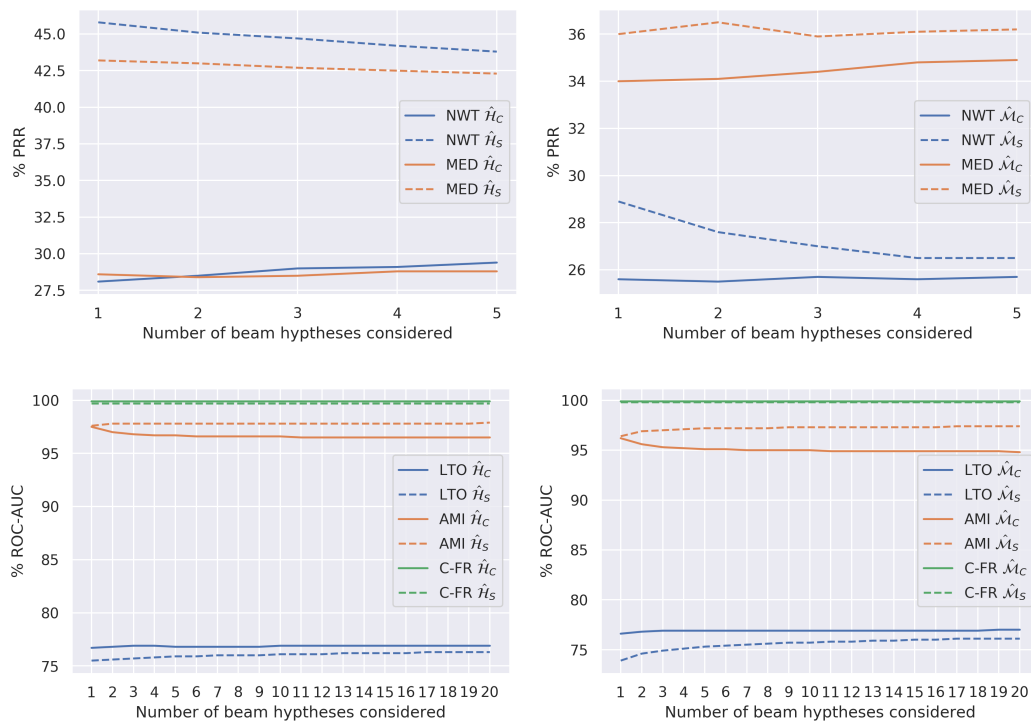 % PRR
45.0
42.5
40.0
37.5
35.0
32.5
30.0
27.5
NWT Ĥ_C
NWT Ĥ_S
MED Ĥ_C
MED Ĥ_S
1 2 3 4 5
Number of beam hyptheses considered
% PRR
36
34
32
30
28
26
NWT M̂_C
NWT M̂_S
MED M̂_C
MED M̂_S
1 2 3 4 5
Number of beam hyptheses considered
% ROC-AUC
100
95
90
85
80
75
LTO Ĥ_C
LTO Ĥ_S
AMI Ĥ_C
AMI Ĥ_S
C-FR Ĥ_C
C-FR Ĥ_S
1 2 3 4 5 6 7 8 9 10 11 12 13 14 15 16 17 18 19 20
Number of beam hyptheses considered
% ROC-AUC
100
95
90
85
80
75
LTO M̂_C
LTO M̂_S
AMI M̂_C
AMI M̂_S
C-FR M̂_C
C-FR M̂_S
1 2 3 4 5 6 7 8 9 10 11 12 13 14 15 16 17 18 19 20
Number of beam hyptheses considered